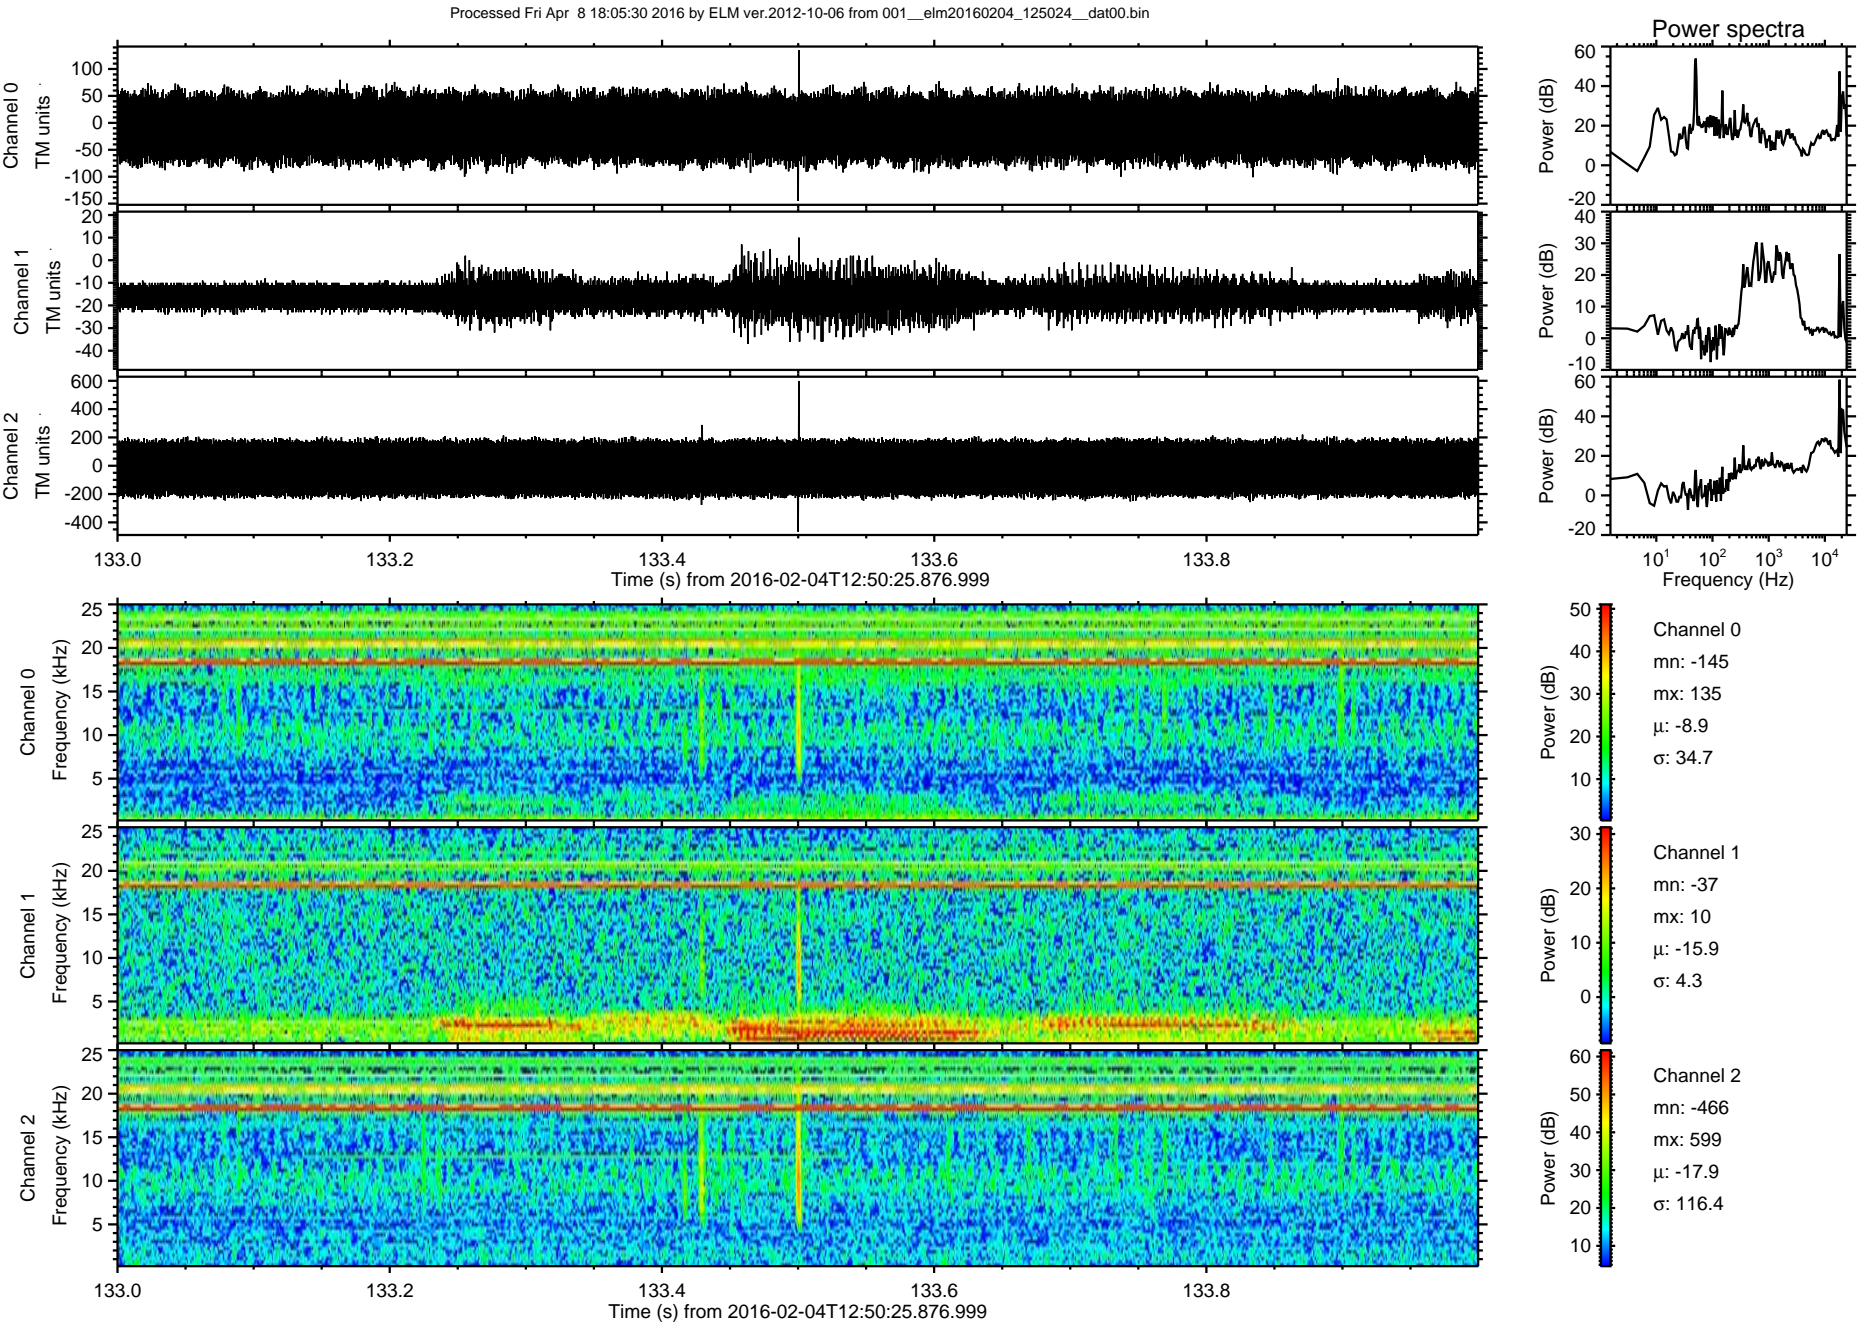 Processed Fri Apr 8 18:05:30 2016 by ELM ver.2012-10-06 from 001__elm20160204_125024__dat00.bin
Power spectra
Channel 0
TM units
100
50
0
-50
-100
-150
Power (dB)
60
40
20
0
-20
Channel 1
TM units
20
10
0
-10
-20
-30
-40
Power (dB)
40
30
20
10
0
-10
Channel 2
TM units
600
400
200
0
-200
-400
Power (dB)
60
40
20
0
-20
133.0 133.2 133.4 133.6 133.8
Time (s) from 2016-02-04T12:50:25.876.999
10¹ 10² 10³ 10⁴
Frequency (Hz)
Channel 0
Frequency (kHz)
25
20
15
10
5
Power (dB)
50
40
30
20
10
Channel 0
mn: -145
mx: 135
μ: -8.9
σ: 34.7
Channel 1
Frequency (kHz)
25
20
15
10
5
Power (dB)
30
20
10
0
Channel 1
mn: -37
mx: 10
μ: -15.9
σ: 4.3
Channel 2
Frequency (kHz)
25
20
15
10
5
Power (dB)
60
50
40
30
20
10
Channel 2
mn: -466
mx: 599
μ: -17.9
σ: 116.4
133.0 133.2 133.4 133.6 133.8
Time (s) from 2016-02-04T12:50:25.876.999